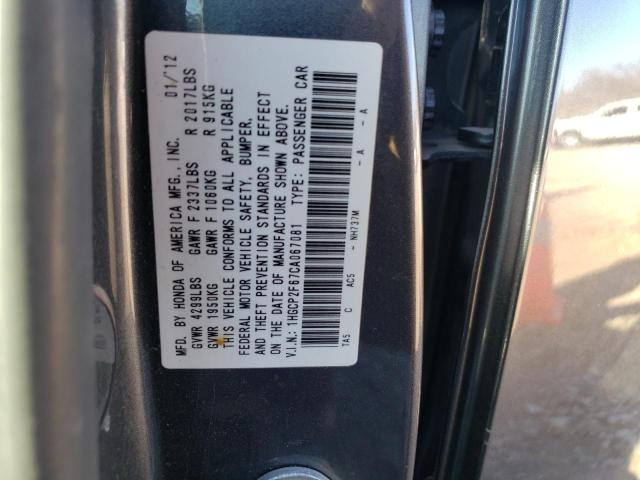 MFD. BY HONDA OF AMERICA MFG., INC. 01/'12
GVWR 4299LBS GAWR F 2337LBS R 2017LBS
GVWR 1950KG GAWR F 1060KG R 915KG
THIS VEHICLE CONFORMS TO ALL APPLICABLE
FEDERAL MOTOR VEHICLE SAFETY, BUMPER,
AND THEFT PREVENTION STANDARDS IN EFFECT
ON THE DATE OF MANUFACTURE SHOWN ABOVE.
V.I.N.: 1HGCP2F67CA067081 TYPE: PASSENGER CAR
TA5 C AC5 NH737M - A - A